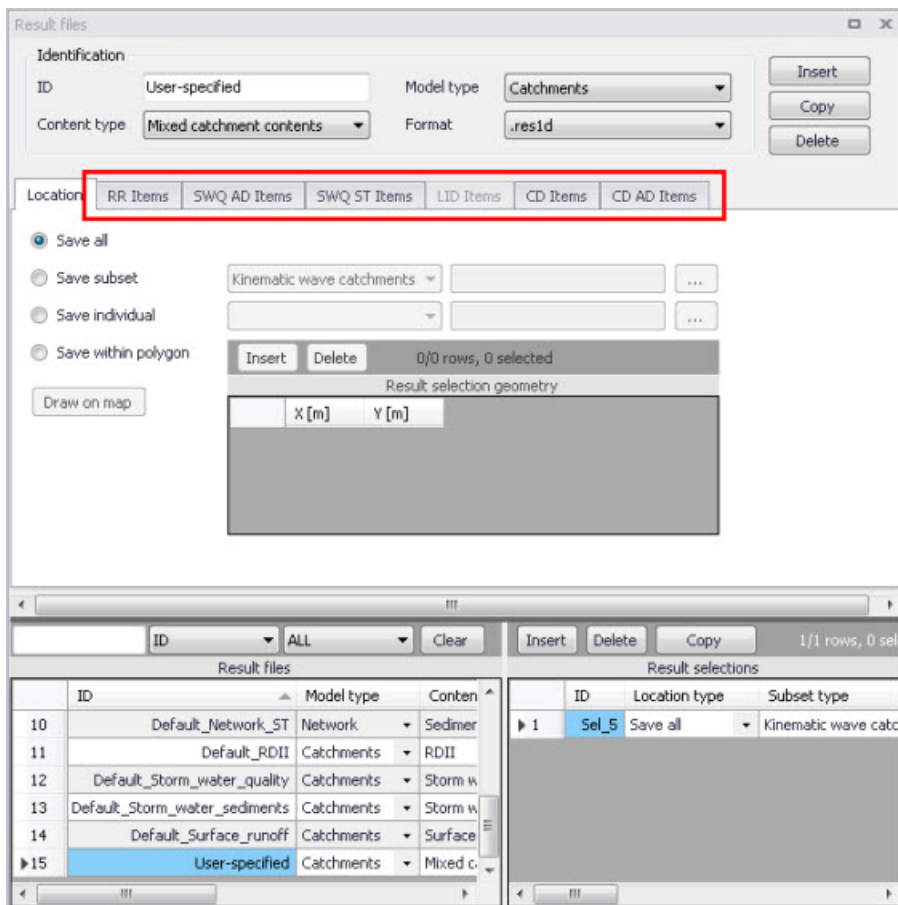 Result files
Identification
ID User-specified Model type Catchments Insert
Content type Mixed catchment contents Format .res1d Copy
Delete
Location RR Items SWQ AD Items SWQ ST Items LID Items CD Items CD AD Items
Save all
Save subset Kinematic wave catchments ...
Save individual ...
Save within polygon Insert Delete 0/0 rows, 0 selected
Result selection geometry
Draw on map
X [m] Y [m]
ID ALL Clear Insert Delete Copy 1/1 rows, 0 sel
Result files Result selections
ID Model type Conten ID Location type Subset type
10 Default_Network_ST Network Sedimer 1 Sel_5 Save all Kinematic wave catc
11 Default_RDII Catchments RDII
12 Default_Storm_water_quality Catchments Storm w
13 Default_Storm_water_sediments Catchments Storm w
14 Default_Surface_runoff Catchments Surface
15 User-specified Catchments Mixed c